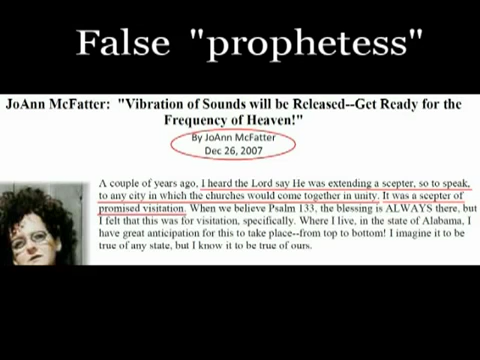 False "prophetess"
JoAnn McFatter: "Vibration of Sounds will be Released--Get Ready for the
Frequency of Heaven!"
By JoAnn McFatter
Dec 26, 2007
A couple of years ago, I heard the Lord say He was extending a scepter, so to speak,
to any city in which the churches would come together in unity. It was a scepter of
promised visitation. When we believe Psalm 133, the blessing is ALWAYS there, but
I felt that this was for visitation, specifically. Where I live, in the state of Alabama, I
have great anticipation for this to take place--from top to bottom! I imagine it to be
true of any state, but I know it to be true of ours.